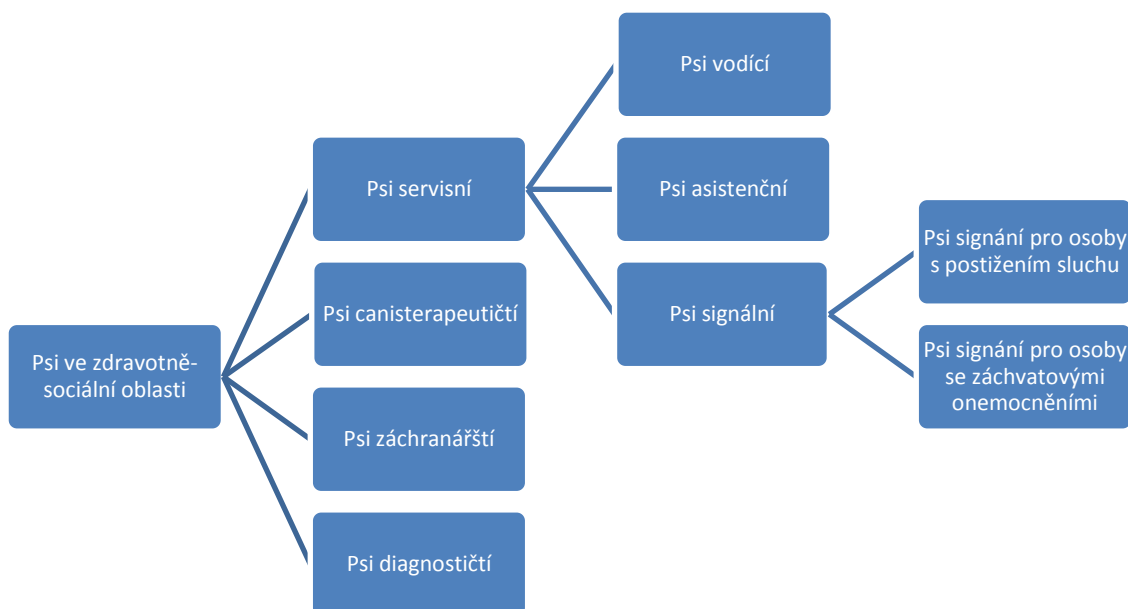 Psi ve zdravotně-
sociální oblasti
Psi servisní
Psi canisterapeutičtí
Psi záchranářští
Psi diagnostičtí
Psi vodící
Psi asistenční
Psi signální
Psi signání pro osoby
s postižením sluchu
Psi signání pro osoby
se záchvatovými
onemocněními